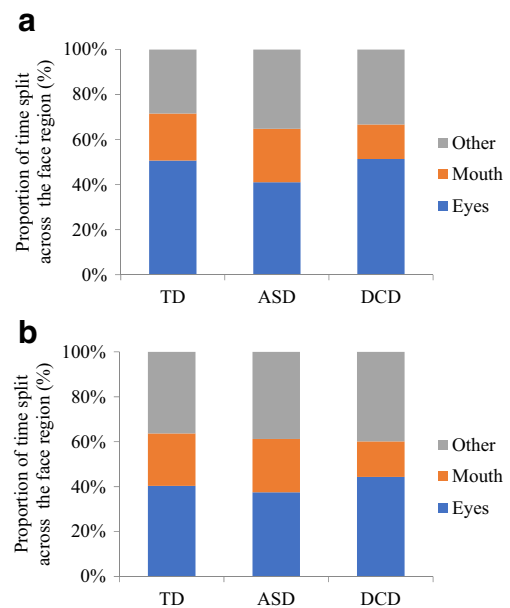 a
Proportion of time split
across the face region (%)
100%
80%
60%
40%
20%
0%
TD ASD DCD
Other
Mouth
Eyes
b
Proportion of time split
across the face region (%)
100%
80%
60%
40%
20%
0%
TD ASD DCD
Other
Mouth
Eyes